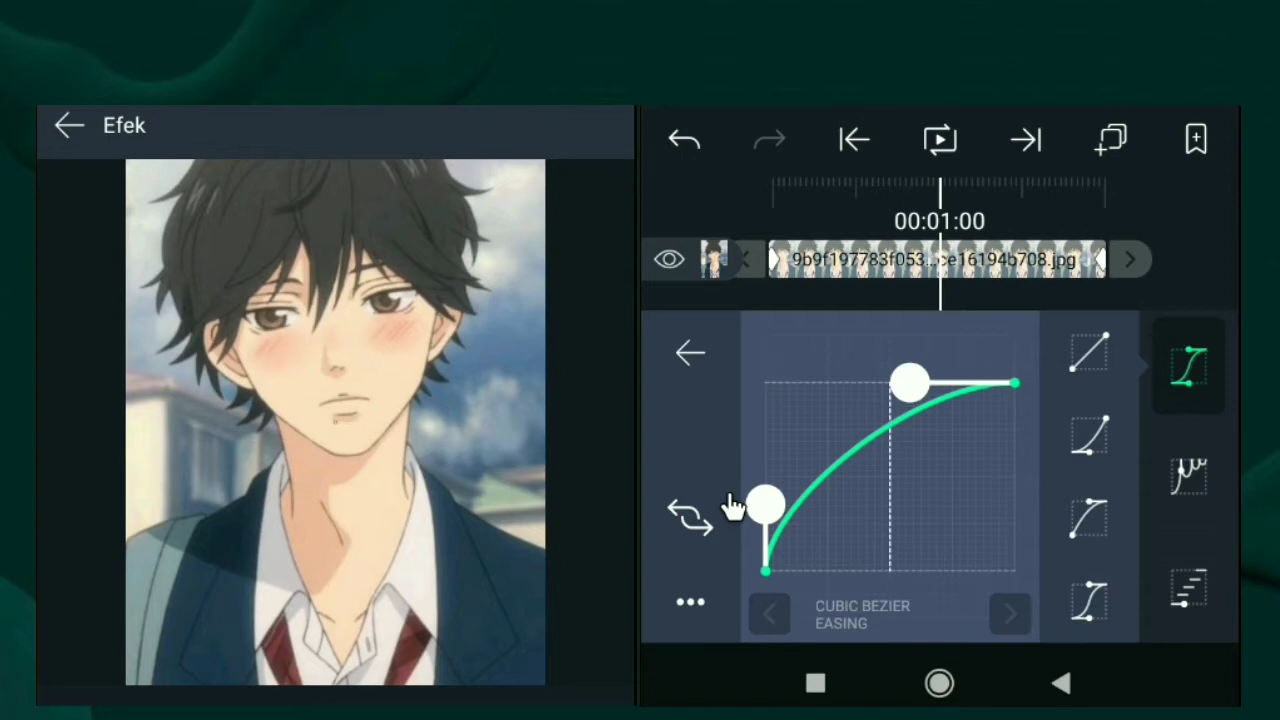 Efek
00:01:00
9b9f197783f053...ce16194b708.jpg
CUBIC BEZIER
EASING